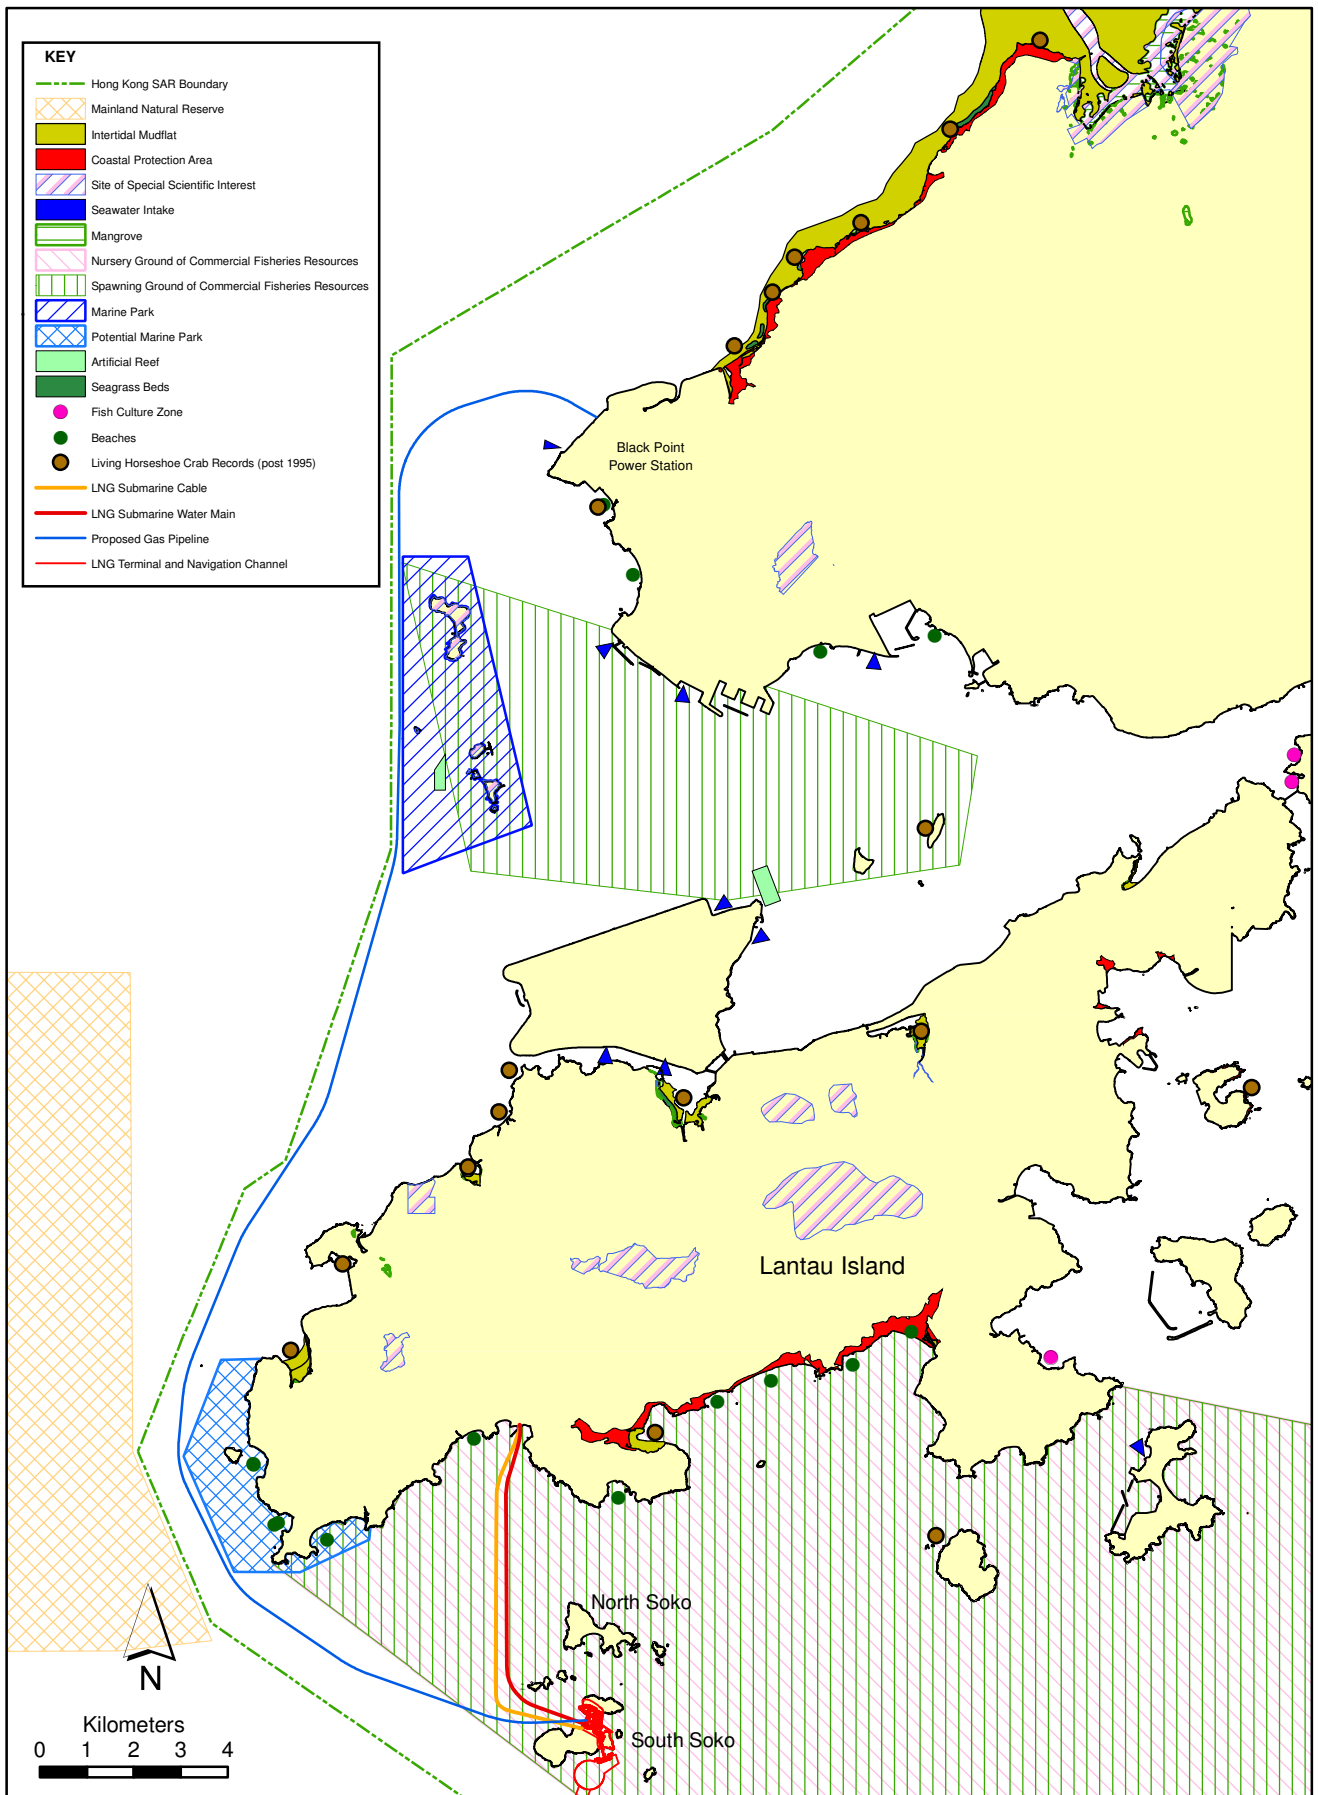 KEY
Hong Kong SAR Boundary
Mainland Natural Reserve
Intertidal Mudflat
Coastal Protection Area
Site of Special Scientific Interest
Seawater Intake
Mangrove
Nursery Ground of Commercial Fisheries Resources
Spawning Ground of Commercial Fisheries Resources
Marine Park
Potential Marine Park
Artificial Reef
Seagrass Beds
Fish Culture Zone
Beaches
Living Horseshoe Crab Records (post 1995)
LNG Submarine Cable
LNG Submarine Water Main
Proposed Gas Pipeline
LNG Terminal and Navigation Channel
Black Point
Power Station
Lantau Island
North Soko
South Soko
N
Kilometers
0 1 2 3 4